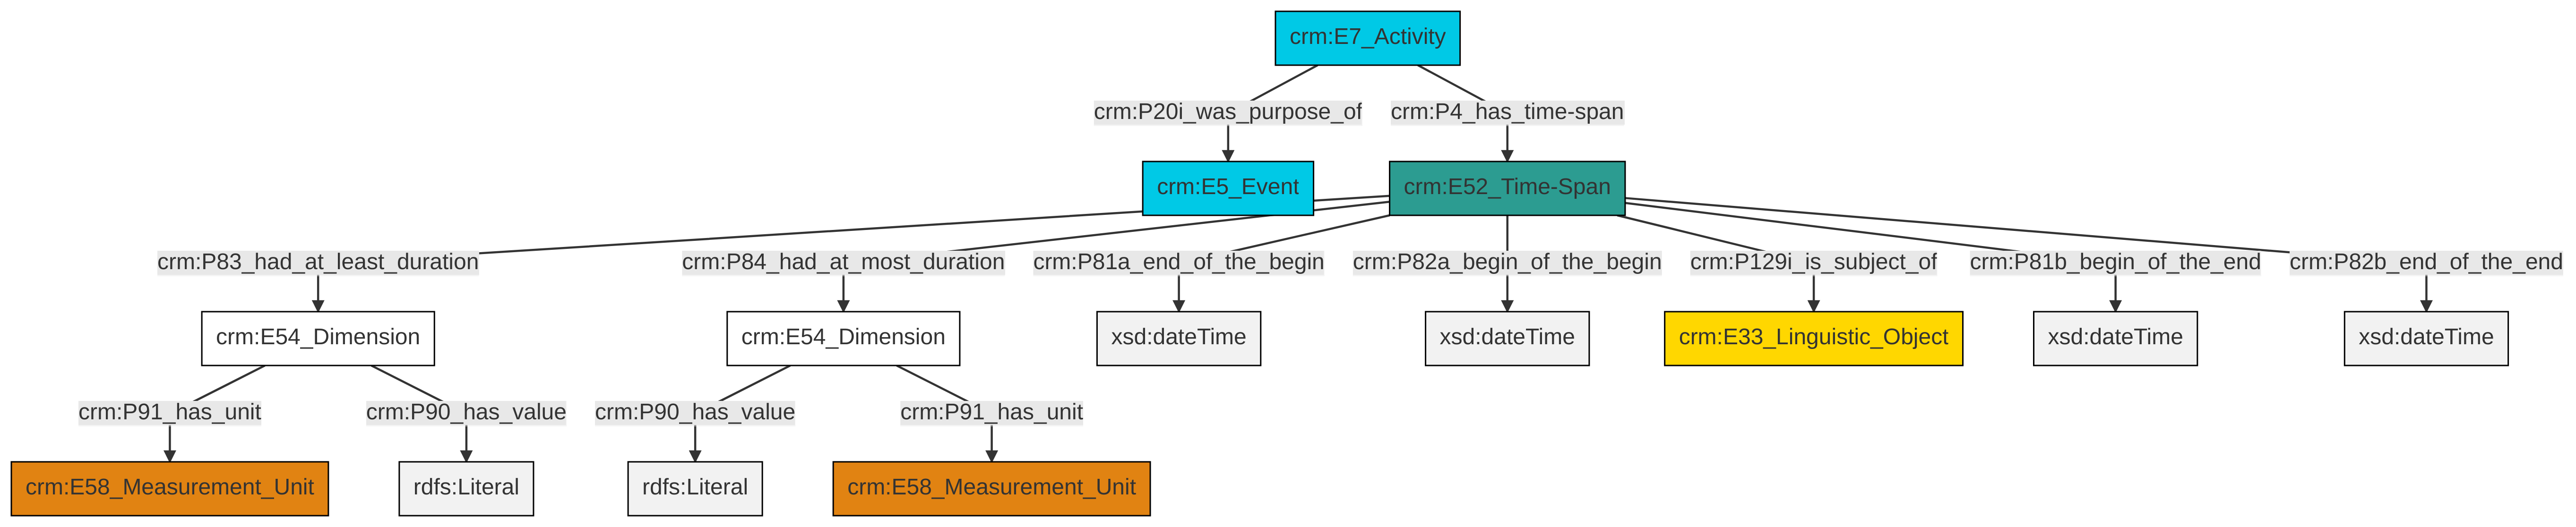 crm:E7_Activity
crm:P20i_was_purpose_of
crm:P4_has_time-span
crm:E5_Event
crm:E52_Time-Span
crm:P83_had_at_least_duration
crm:P84_had_at_most_duration
crm:P81a_end_of_the_begin
crm:P82a_begin_of_the_begin
crm:P129i_is_subject_of
crm:P81b_begin_of_the_end
crm:P82b_end_of_the_end
crm:E54_Dimension
crm:E54_Dimension
xsd:dateTime
xsd:dateTime
crm:E33_Linguistic_Object
xsd:dateTime
xsd:dateTime
crm:P91_has_unit
crm:P90_has_value
crm:P90_has_value
crm:P91_has_unit
crm:E58_Measurement_Unit
rdfs:Literal
rdfs:Literal
crm:E58_Measurement_Unit